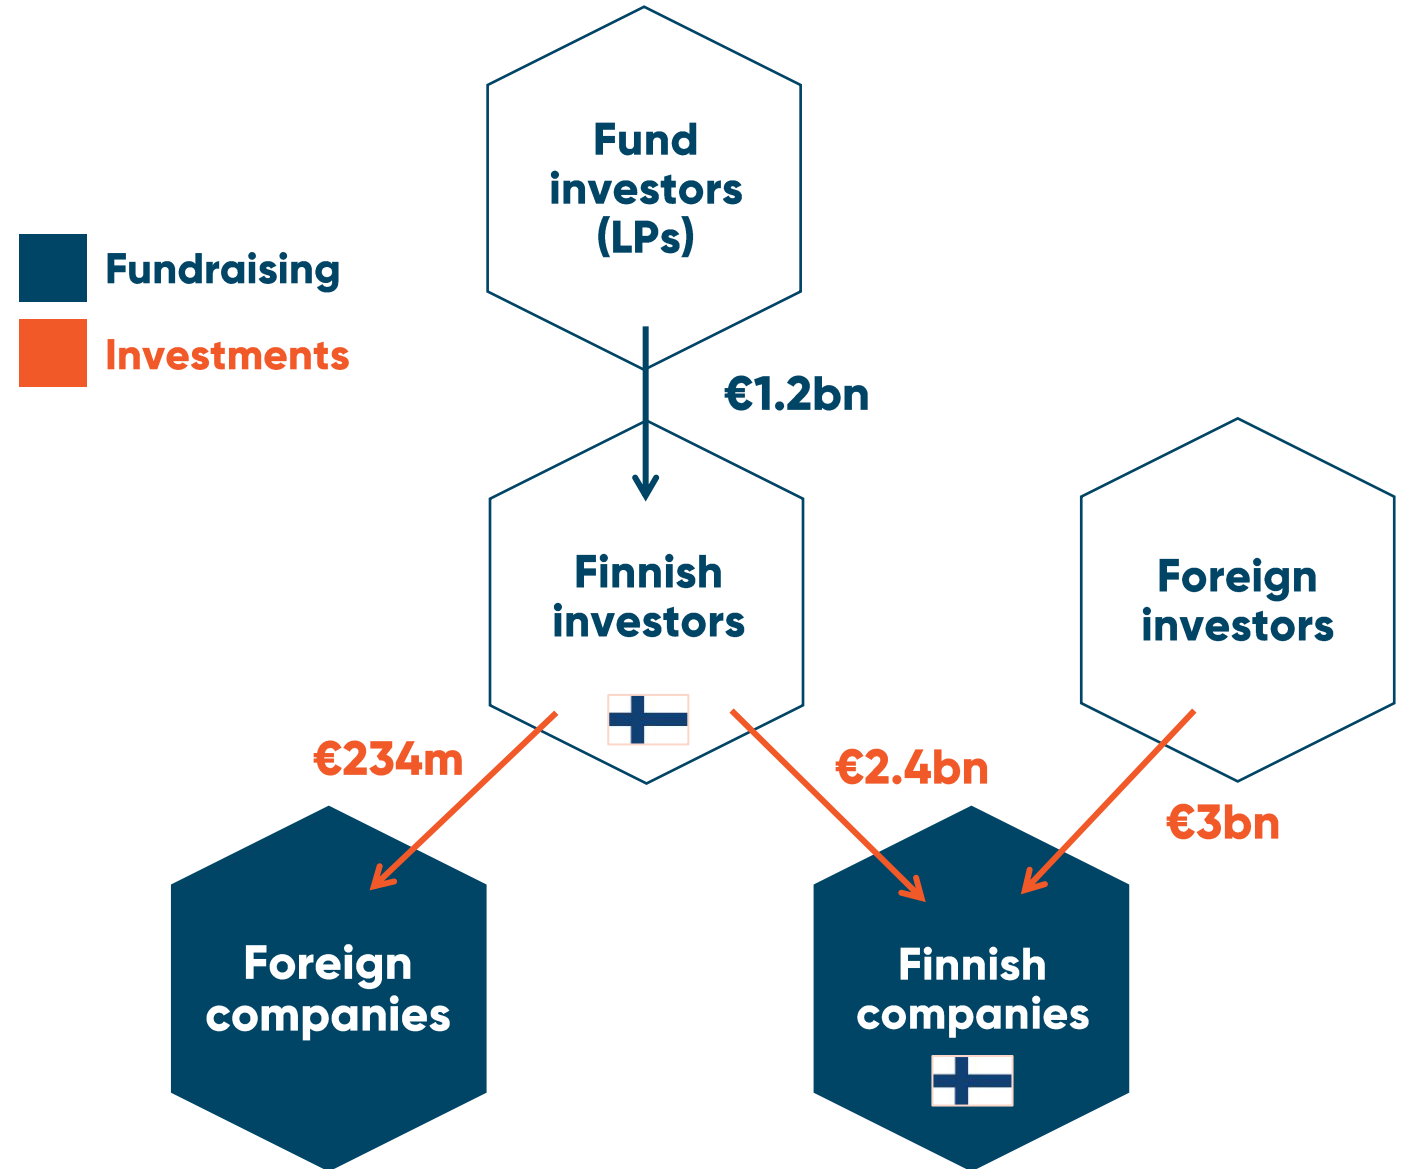 Fund
investors
(LPs)
Fundraising
Investments
€1.2bn
Finnish
investors
Foreign
investors
€234m
€2.4bn
€3bn
Foreign
companies
Finnish
companies